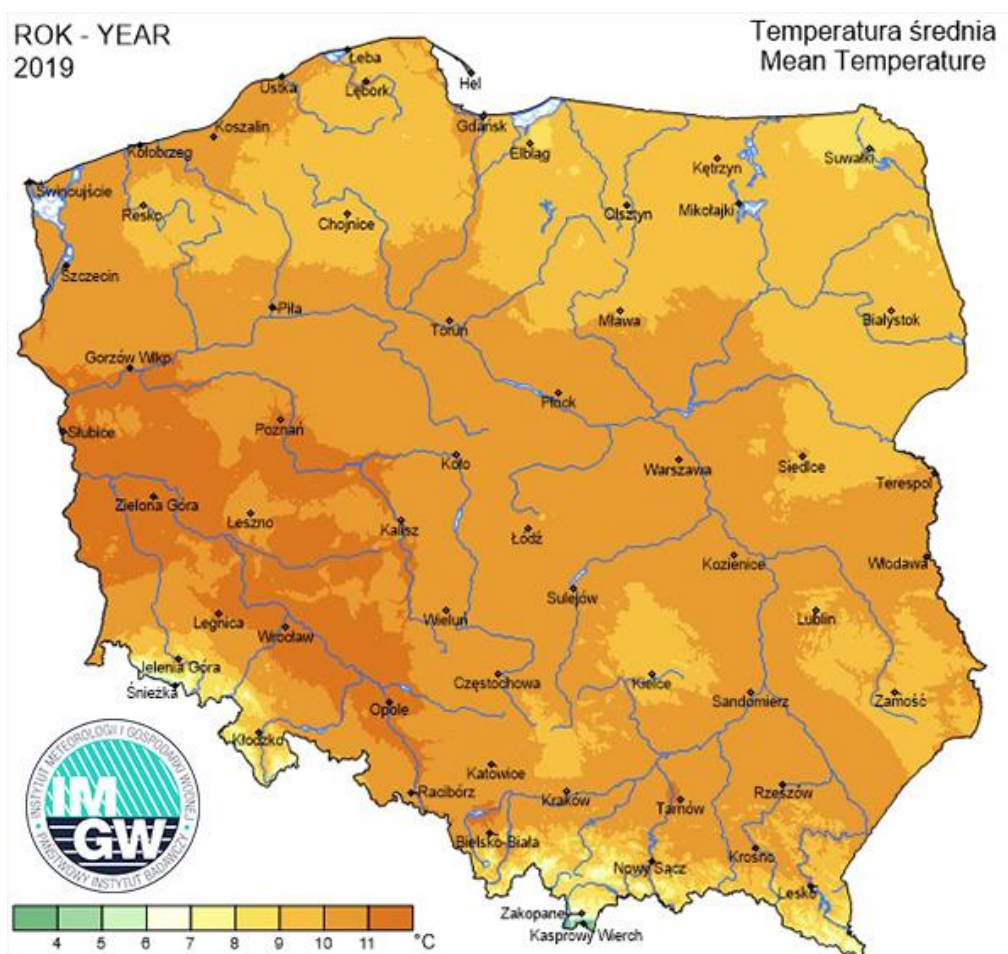 ROK - YEAR
2019
Temperatura średnia
Mean Temperature
Łeba
Hel
Ustka
Lębork
Gdańsk
Koszalin
Kołobrzeg
Elbląg
Kętrzyn
Suwałki
Świnoujście
Resko
Chojnice
Olsztyn
Mikołajki
Szczecin
Piła
Toruń
Mława
Białystok
Gorzów Wlkp.
Płock
Słubice
Poznań
Koło
Warszawa
Siedlce
Terespol
Zielona Góra
Leszno
Kalisz
Łódź
Kozienice
Włodawa
Sulejów
Legnica
Wrocław
Wieluń
Lublin
Jelenia Góra
Śnieżka
Częstochowa
Kielce
Sandomierz
Zamość
Opole
Kłodzko
Katowice
Racibórz
Kraków
Tarnów
Rzeszów
Bielsko-Biała
Nowy Sącz
Krosno
Lesko
Zakopane
Kasprowy Wierch
INSTYTUT METEOROLOGII I GOSPODARKI WODNEJ
IM
GW
PAŃSTWOWY INSTYTUT BADAWCZY
4 5 6 7 8 9 10 11 °C